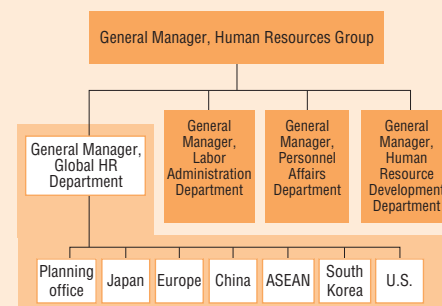 General Manager, Human Resources Group
General Manager,
Global HR
Department
General
Manager,
Labor
Administration
Department
General
Manager,
Personnel
Affairs
Department
General
Manager,
Human
Resource
Development
Department
Planning
office
Japan
Europe
China
ASEAN
South
Korea
U.S.